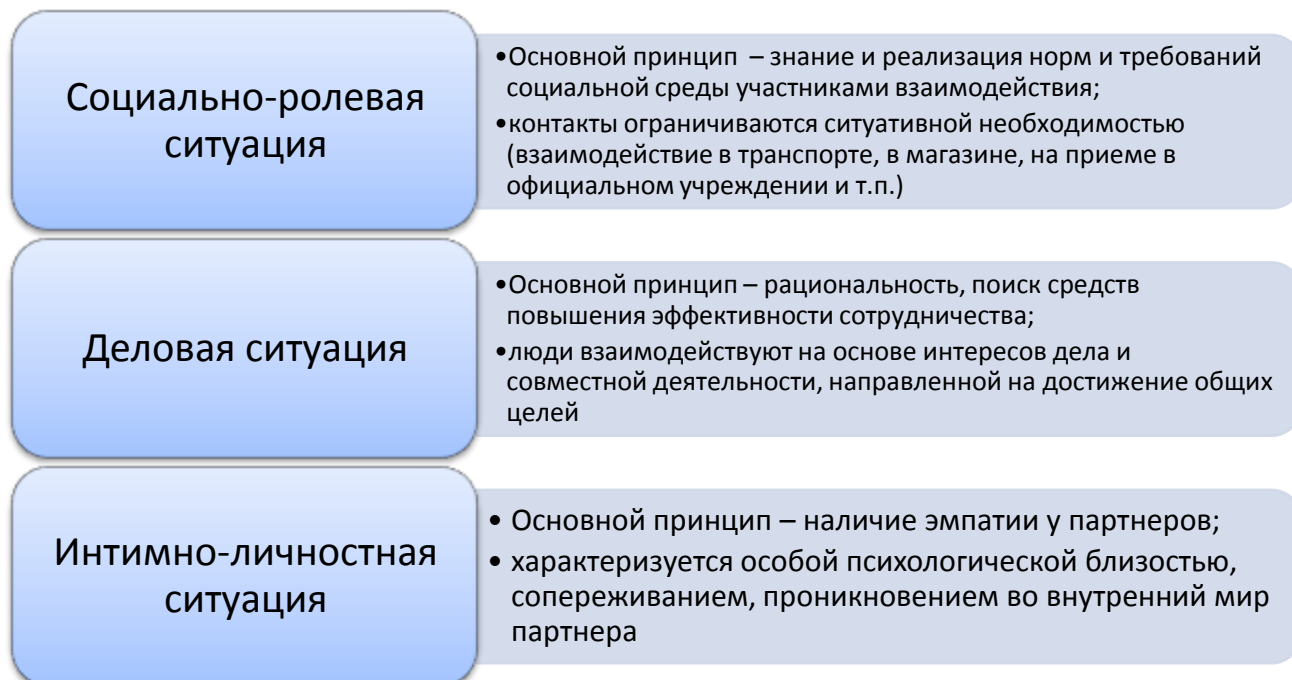 Социально-ролевая
ситуация
•Основной принцип – знание и реализация норм и требований
социальной среды участниками взаимодействия;
•контакты ограничиваются ситуативной необходимостью
(взаимодействие в транспорте, в магазине, на приеме в
официальном учреждении и т.п.)
Деловая ситуация
•Основной принцип – рациональность, поиск средств
повышения эффективности сотрудничества;
•люди взаимодействуют на основе интересов дела и
совместной деятельности, направленной на достижение общих
целей
Интимно-личностная
ситуация
• Основной принцип – наличие эмпатии у партнеров;
• характеризуется особой психологической близостью,
сопереживанием, проникновением во внутренний мир
партнера